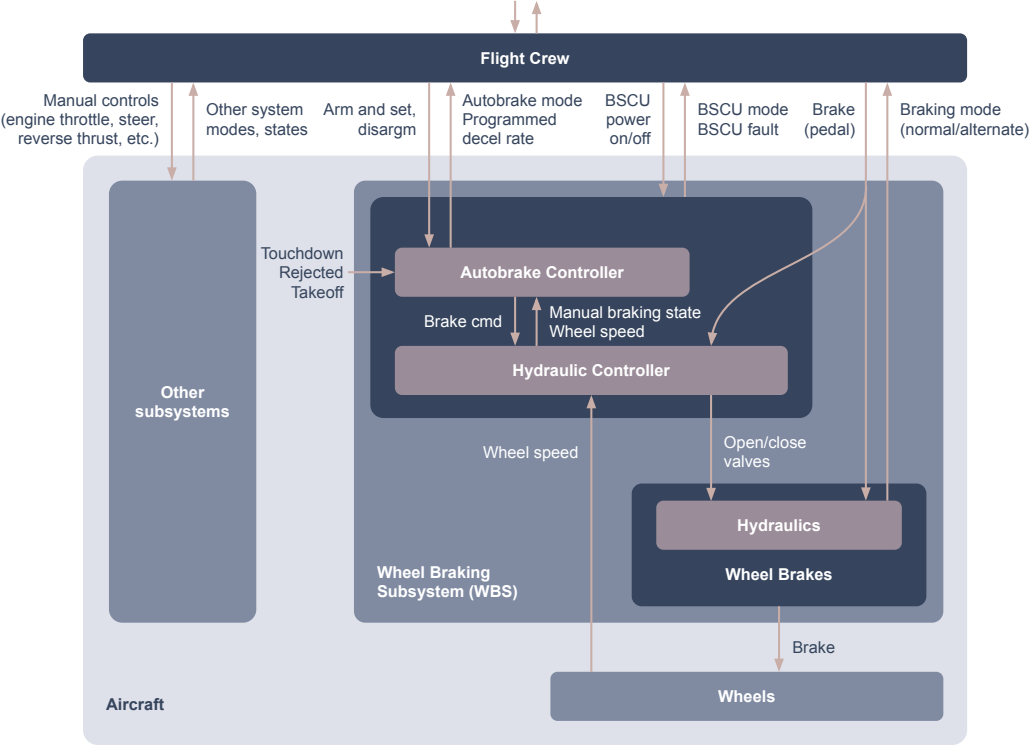 Flight Crew
Manual controls
(engine throttle, steer,
reverse thrust, etc.)
Other system
modes, states
Arm and set,
disargm
Autobrake mode
Programmed
decel rate
BSCU
power
on/off
BSCU mode
BSCU fault
Brake
(pedal)
Braking mode
(normal/alternate)
Touchdown
Rejected
Takeoff
Autobrake Controller
Brake cmd
Manual braking state
Wheel speed
Hydraulic Controller
Other
subsystems
Wheel speed
Open/close
valves
Hydraulics
Wheel Brakes
Wheel Braking
Subsystem (WBS)
Brake
Wheels
Aircraft